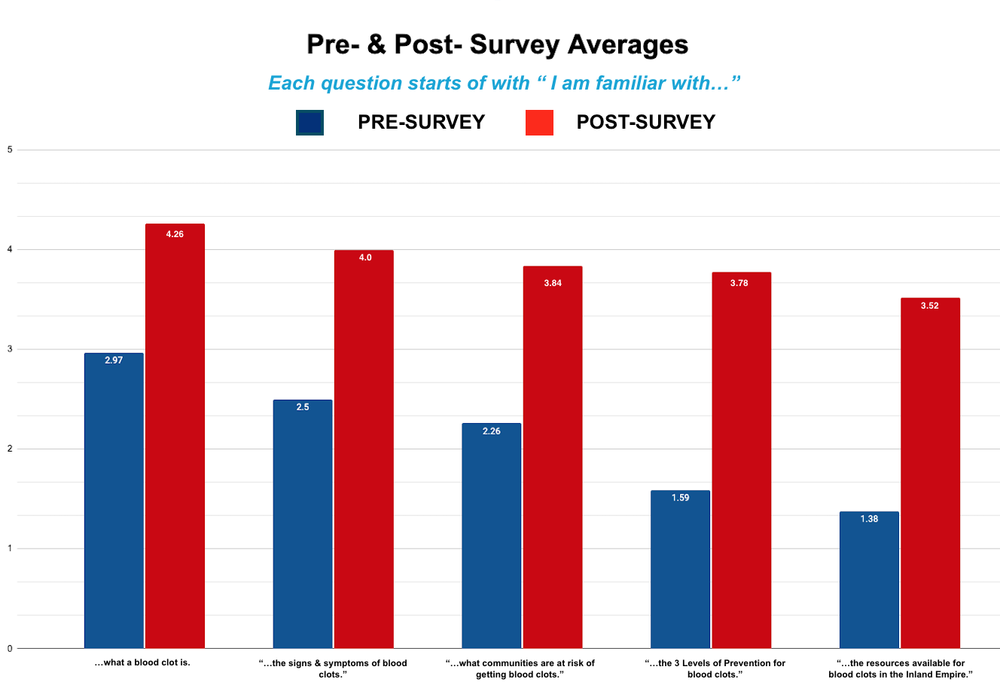 Pre- & Post- Survey Averages
Each question starts of with “ I am familiar with…”
PRE-SURVEY POST-SURVEY
5
4
3
2
1
0
2.97
4.26
2.5
4.0
2.26
3.84
1.59
3.78
1.38
3.52
…what a blood clot is.
“…the signs & symptoms of blood
clots.”
“…what communities are at risk of
getting blood clots.”
“…the 3 Levels of Prevention for
blood clots.”
“…the resources available for
blood clots in the Inland Empire.”